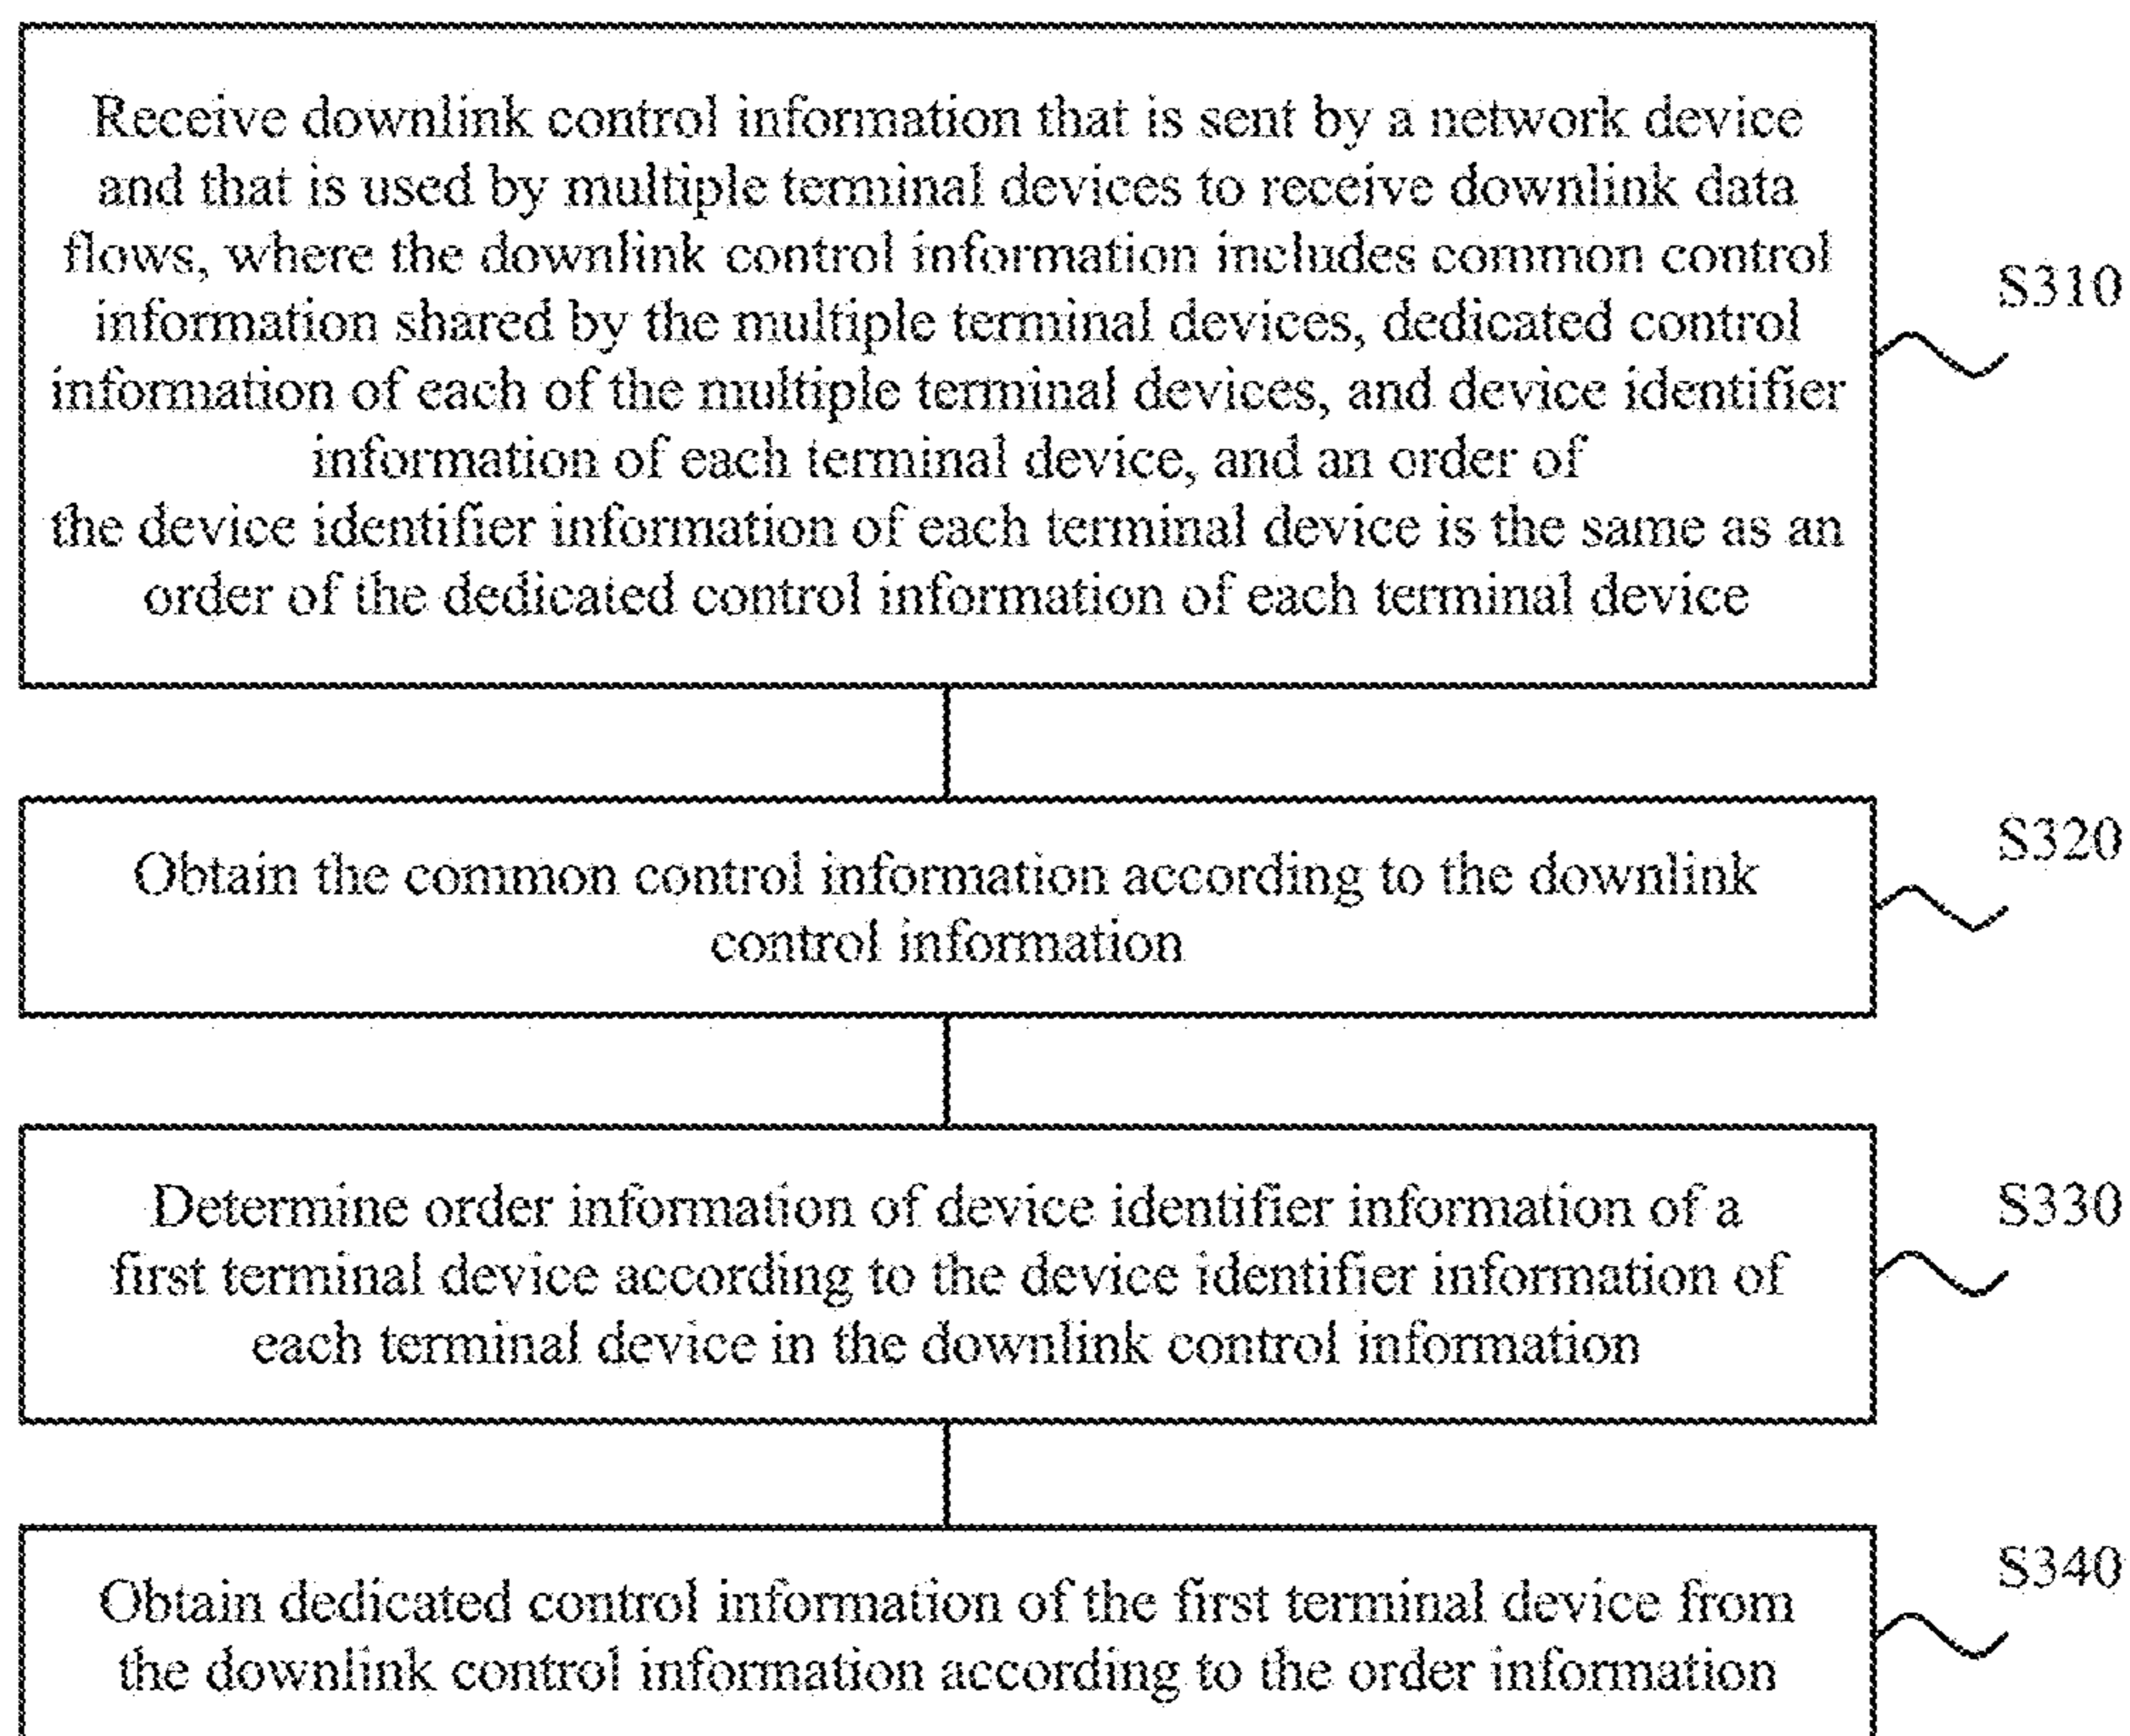 Receive downlink control information that is sent by a network device
and that is used by multiple terminal devices to receive downlink data
flows, where the downlink control information includes common control
information shared by the multiple terminal devices, dedicated control
information of each of the multiple terminal devices, and device identifier
information of each terminal device, and an order of
the device identifier information of each terminal device is the same as an
order of the dedicated control information of each terminal device
S310
Obtain the common control information according to the downlink
control information
S320
Determine order information of device identifier information of a
first terminal device according to the device identifier information of
each terminal device in the downlink control information
S330
Obtain dedicated control information of the first terminal device from
the downlink control information according to the order information
S340